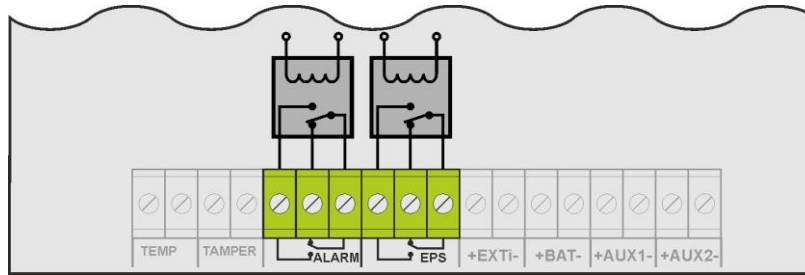 TEMP TAMPER ALARM EPS +EXTi- +BAT- +AUX1- +AUX2-